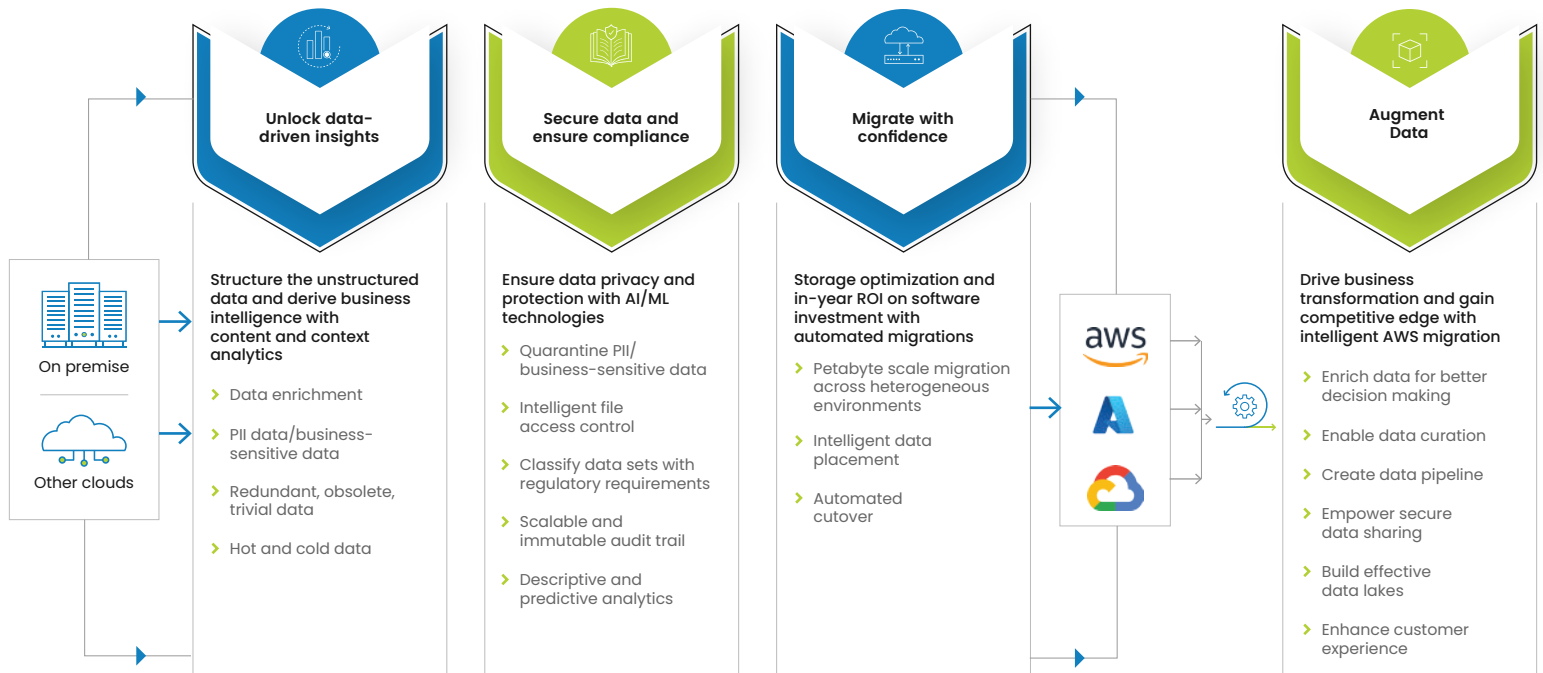 On premise
Other clouds
Unlock data-
driven insights
Structure the unstructured
data and derive business
intelligence with
content and context
analytics
Data enrichment
PII data/business-
sensitive data
Redundant, obsolete,
trivial data
Hot and cold data
Secure data and
ensure compliance
Ensure data privacy and
protection with AI/ML
technologies
Quarantine PII/
business-sensitive data
Intelligent file
access control
Classify data sets with
regulatory requirements
Scalable and
immutable audit trail
Descriptive and
predictive analytics
Migrate with
confidence
Storage optimization and
in-year ROI on software
investment with
automated migrations
Petabyte scale migration
across heterogeneous
environments
Intelligent data
placement
Automated
cutover
aws
Augment
Data
Drive business
transformation and gain
competitive edge with
intelligent AWS migration
Enrich data for better
decision making
Enable data curation
Create data pipeline
Empower secure
data sharing
Build effective
data lakes
Enhance customer
experience